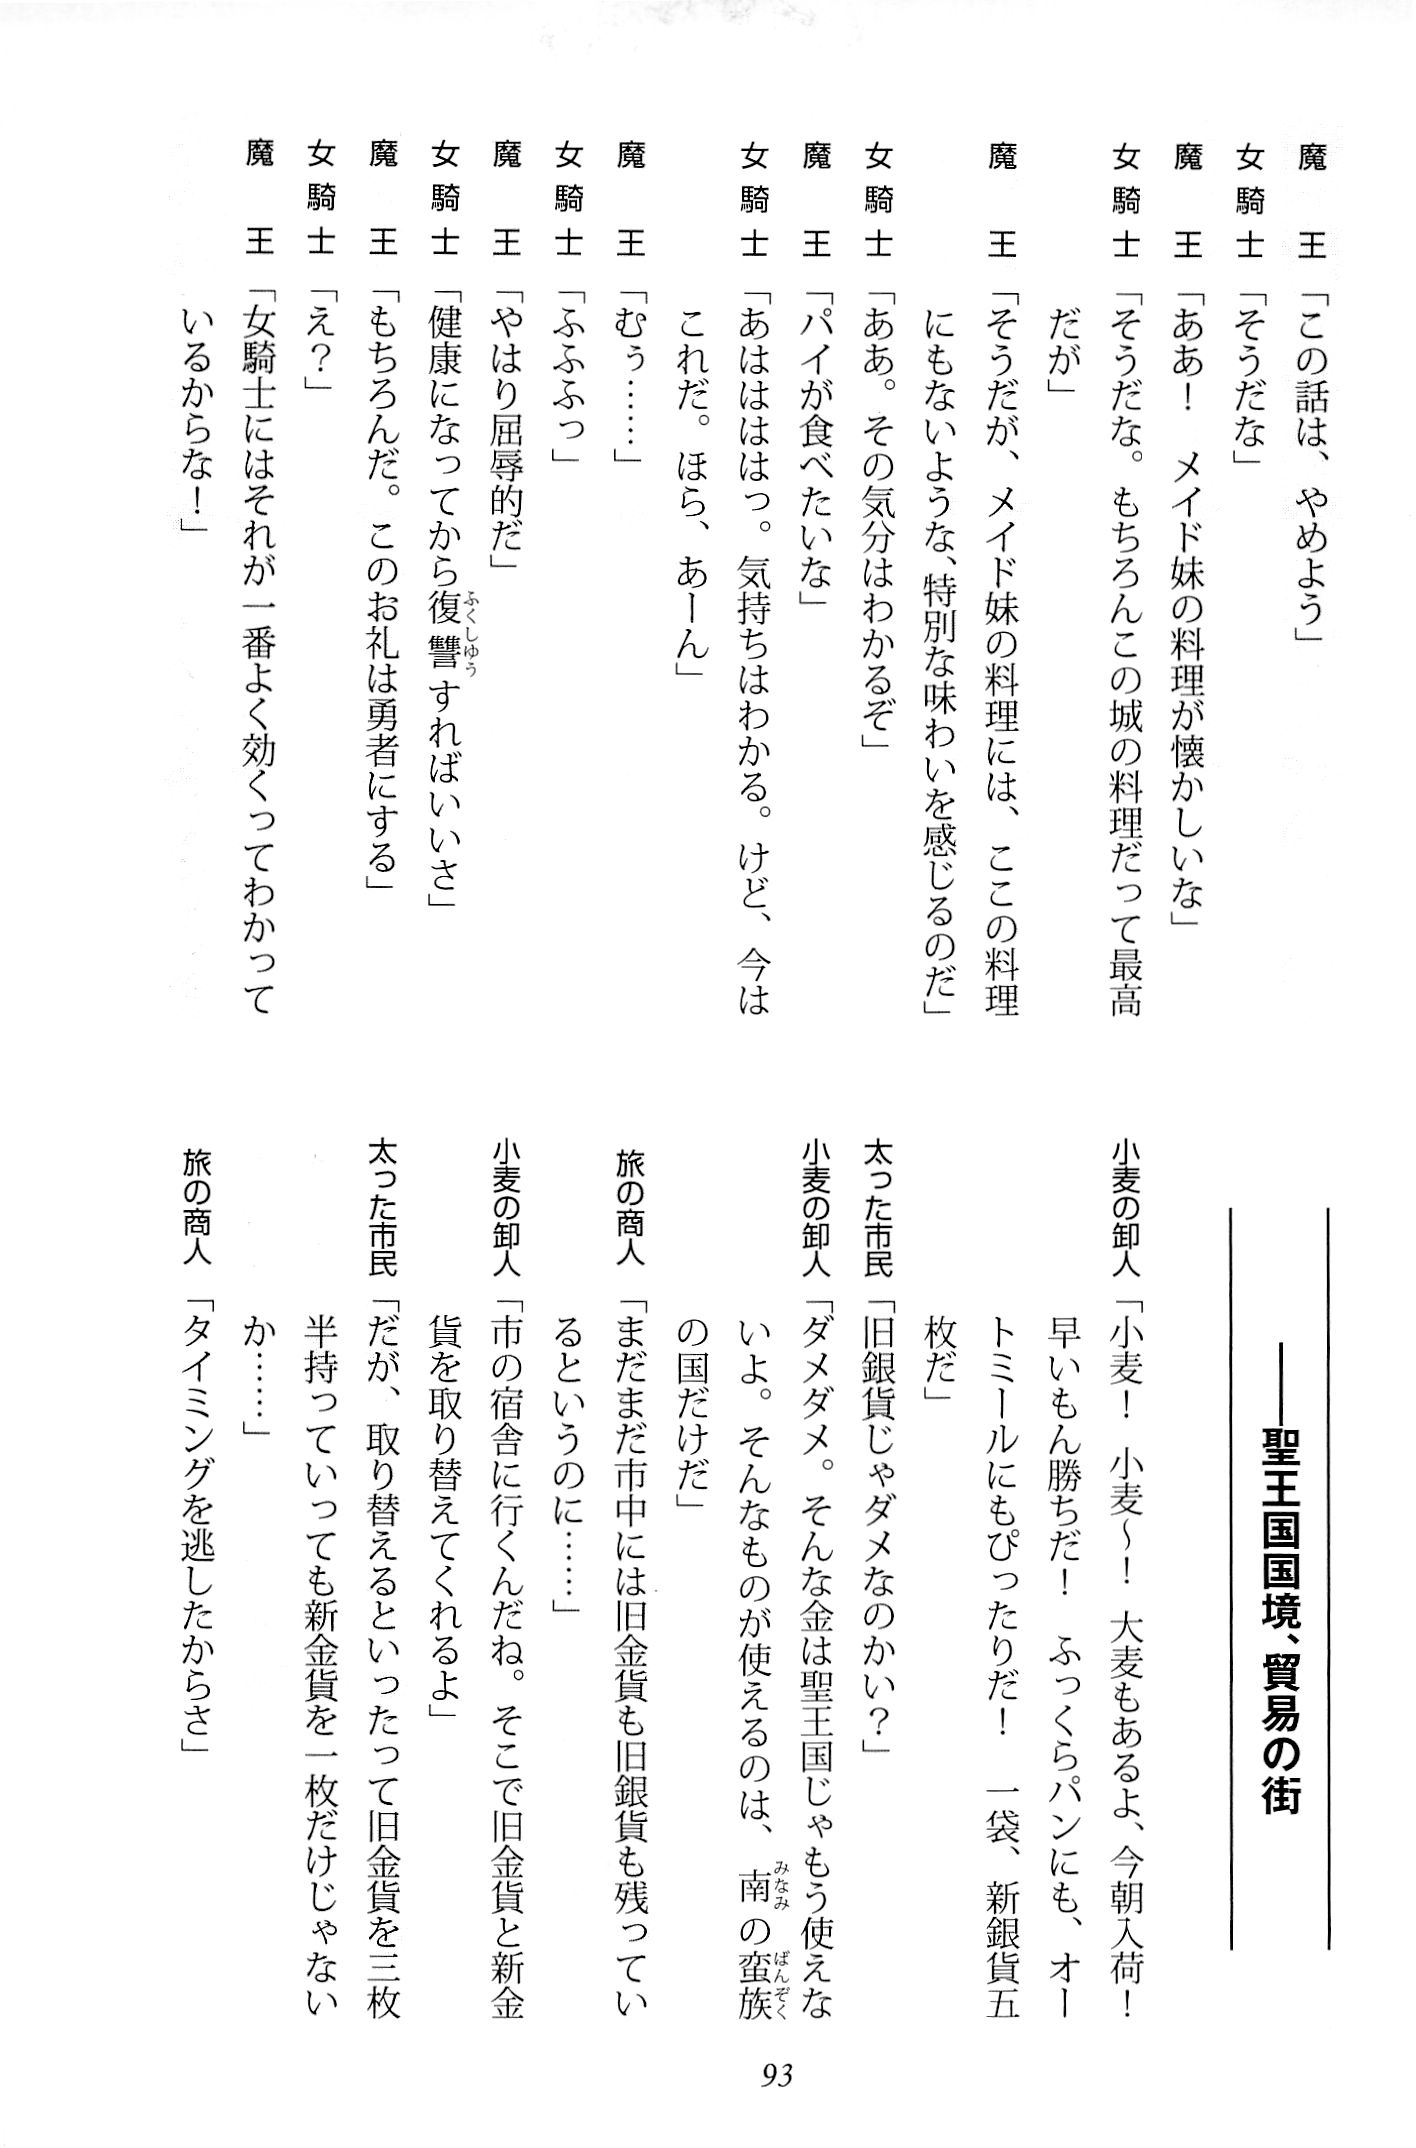 魔王「この話は、やめよう」
女騎士「そうだな」
魔王「ああ！　メイド妹の料理が懐かしいな」
女騎士「そうだな。もちろんこの城の料理だって最高
だが」
魔王「そうだが、メイド妹の料理には、ここの料理
にもないような、特別な味わいを感じるのだ」
女騎士「ああ。その気分はわかるぞ」
魔王「パイが食べたいな」
女騎士「あはははっ。気持ちはわかる。けど、今は
これだ。ほら、あーん」
魔王「むぅ……」
女騎士「ふふふっ」
魔王「やはり屈辱的だ」
女騎士「健康になってから復讐すればいいさ」
魔王「もちろんだ。このお礼は勇者にする」
女騎士「え？」
魔王「女騎士にはそれが一番よく効くってわかって
いるからな！」
――聖王国国境、貿易の街
小麦の卸人「小麦！　小麦～！　大麦もあるよ、今朝入荷！
早いもん勝ちだ！　ふっくらパンにも、オー
トミールにもぴったりだ！　一袋、新銀貨五
枚だ」
太った市民「旧銀貨じゃダメなのかい？」
小麦の卸人「ダメダメ。そんな金は聖王国じゃもう使えな
いよ。そんなものが使えるのは、南の蛮族
の国だけだ」
旅の商人「まだまだ市中には旧金貨も旧銀貨も残ってい
るというのに……」
小麦の卸人「市の宿舎に行くんだね。そこで旧金貨と新金
貨を取り替えてくれるよ」
太った市民「だが、取り替えるといったって旧金貨を三枚
半持っていっても新金貨を一枚だけじゃない
か……」
旅の商人「タイミングを逃したからさ」
93